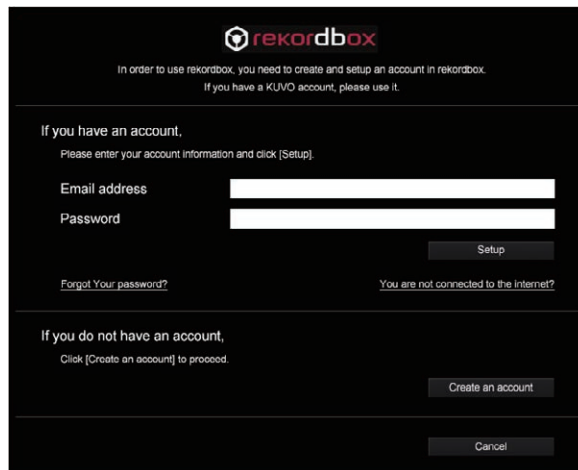 rekordbox
In order to use rekordbox, you need to create and setup an account in rekordbox.
If you have a KUVO account, please use it.
If you have an account,
Please enter your account information and click [Setup].
Email address
Password
Setup
Forgot Your password?
You are not connected to the internet?
If you do not have an account,
Click [Create an account] to proceed.
Create an account
Cancel